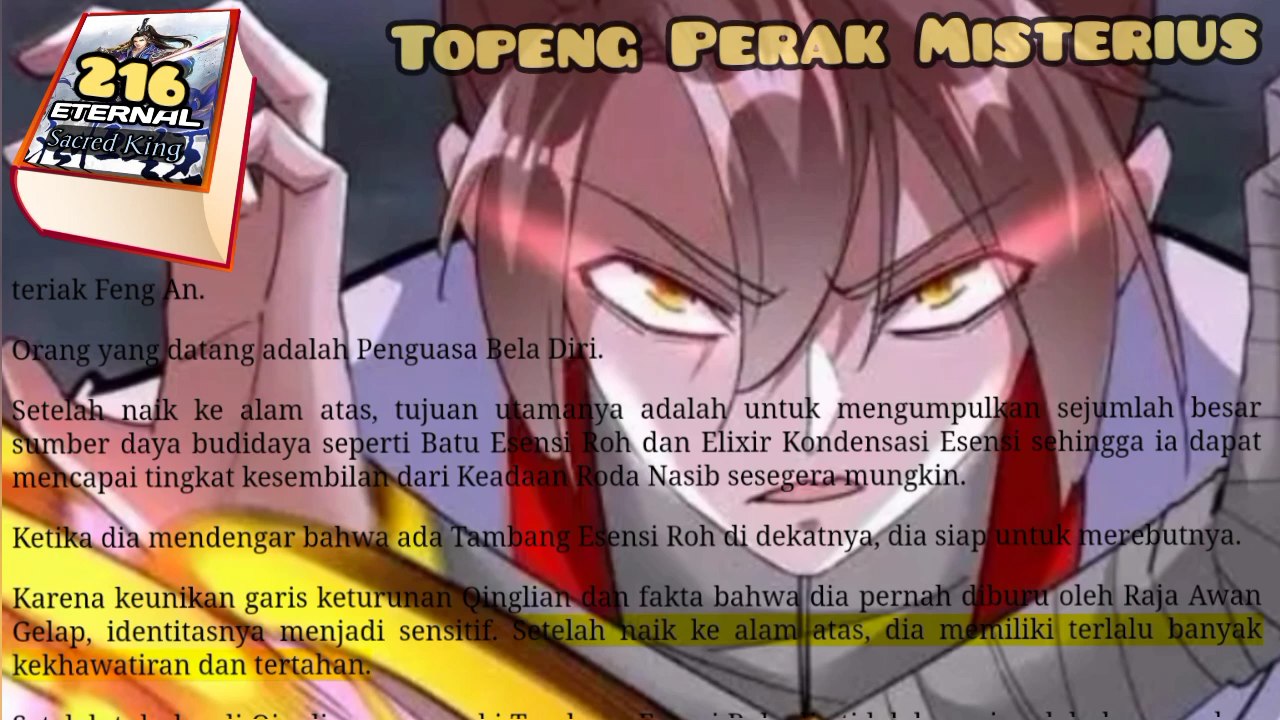 Topeng Perak Misterius
216
ETERNAL
Sacred King
teriak Feng An.
Orang yang datang adalah Penguasa Bela Diri.
Setelah naik ke alam atas, tujuan utamanya adalah untuk mengumpulkan sejumlah besar
sumber daya budidaya seperti Batu Esensi Roh dan Elixir Kondensasi Esensi sehingga ia dapat
mencapai tingkat kesembilan dari Keadaan Roda Nasib sesegera mungkin.
Ketika dia mendengar bahwa ada Tambang Esensi Roh di dekatnya, dia siap untuk merebutnya.
Karena keunikan garis keturunan Qinglian dan fakta bahwa dia pernah diburu oleh Raja Awan
Gelap, identitasnya menjadi sensitif. Setelah naik ke alam atas, dia memiliki terlalu banyak
kekhawatiran dan tertahan.